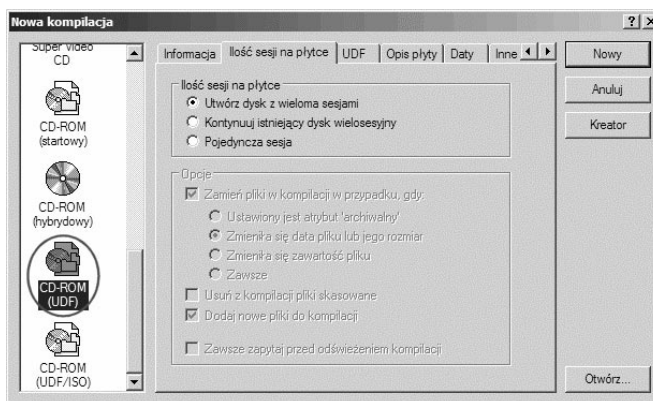 Nowa kompilacja
Super Video
CD
CD-ROM
(startowy)
CD-ROM
(hybrydowy)
CD-ROM
(UDF)
CD-ROM
(UDF/ISO)
Informacja Ilość sesji na płytce UDF Opis płyty Daty Inne
Ilość sesji na płytce
Utwórz dysk z wieloma sesjami
Kontynuuj istniejący dysk wielosesyjny
Pojedyncza sesja
Opcje
Zamień pliki w kompilacji w przypadku, gdy:
Ustawiony jest atrybut 'archiwalny'
Zmieniła się data pliku lub jego rozmiar
Zmieniła się zawartość pliku
Zawsze
Usuń z kompilacji pliki skasowane
Dodaj nowe pliki do kompilacji
Zawsze zapytaj przed odświeżeniem kompilacji
Nowy
Anuluj
Kreator
Otwórz...